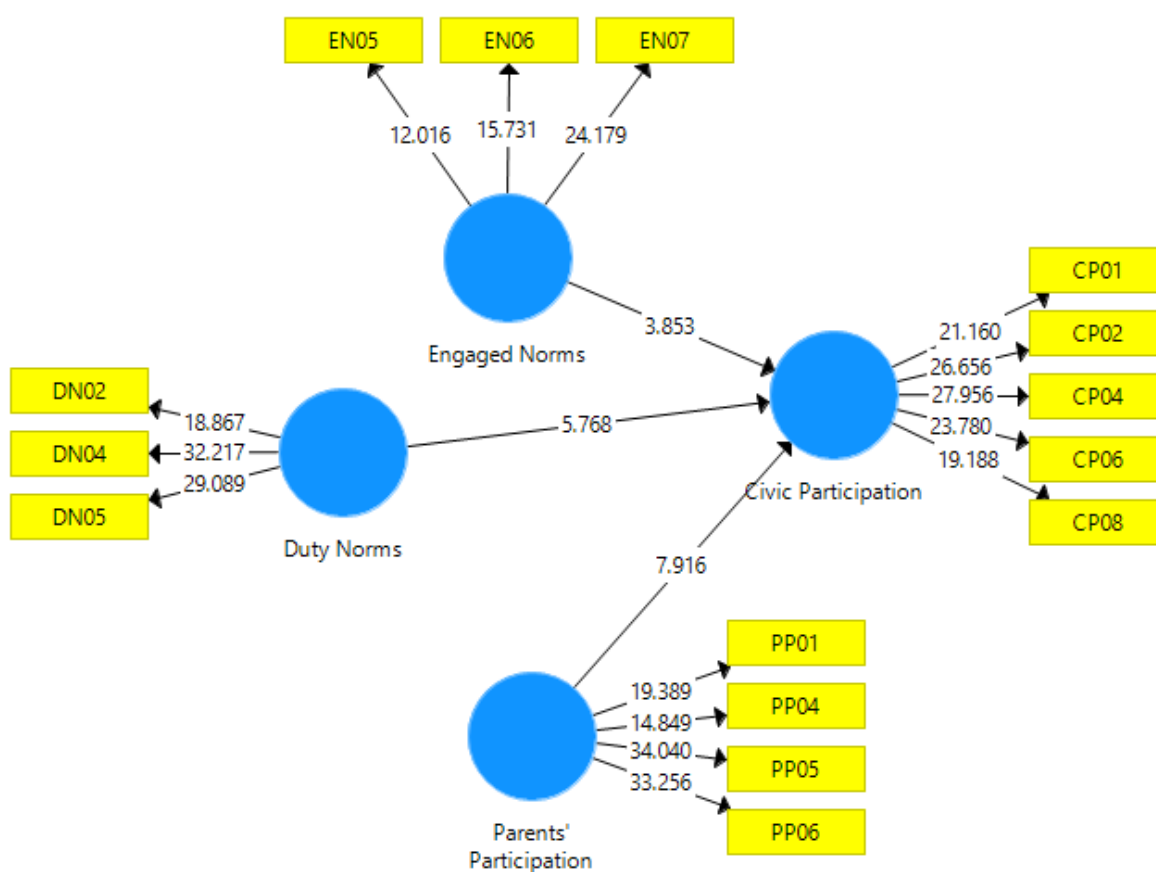 EN05
EN06
EN07
12.016
15.731
24.179
Engaged Norms
3.853
CP01
CP02
CP04
CP06
CP08
21.160
26.656
27.956
23.780
19.188
Civic Participation
DN02
DN04
DN05
18.867
32.217
29.089
Duty Norms
5.768
7.916
PP01
PP04
PP05
PP06
19.389
14.849
34.040
33.256
Parents'
Participation